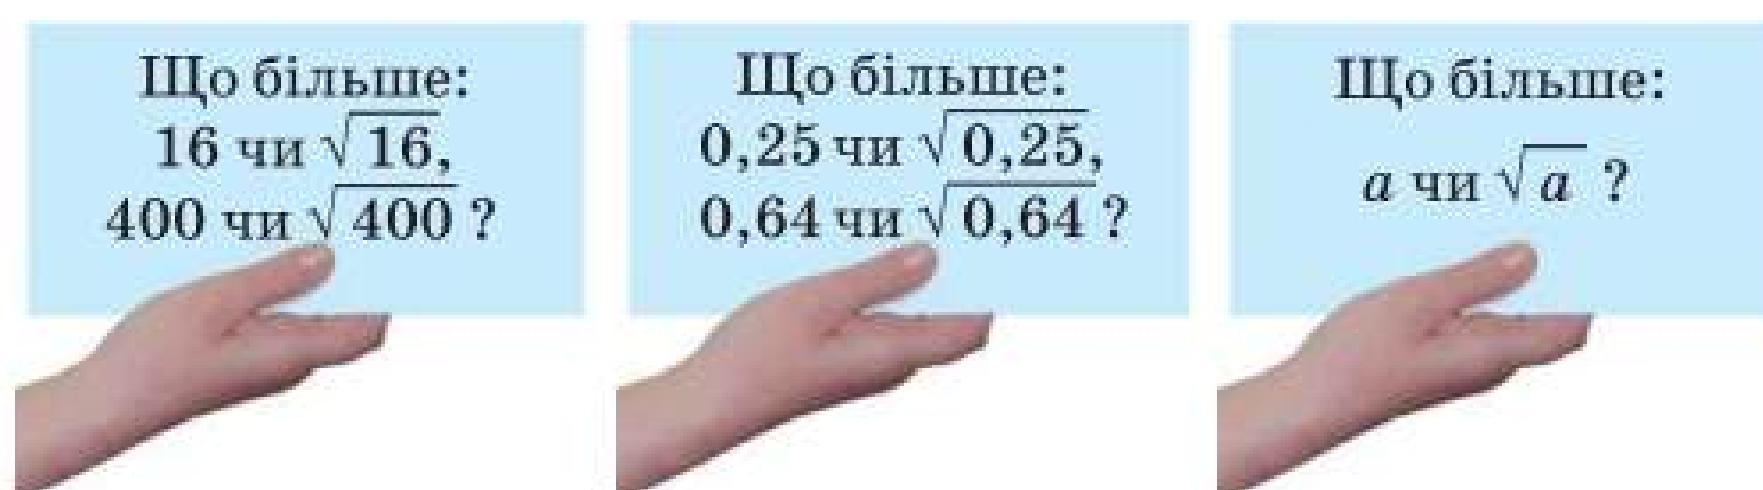 Що більше:
16 чи √16,
400 чи √400 ?
Що більше:
0,25 чи √0,25,
0,64 чи √0,64 ?
Що більше:
a чи √a ?